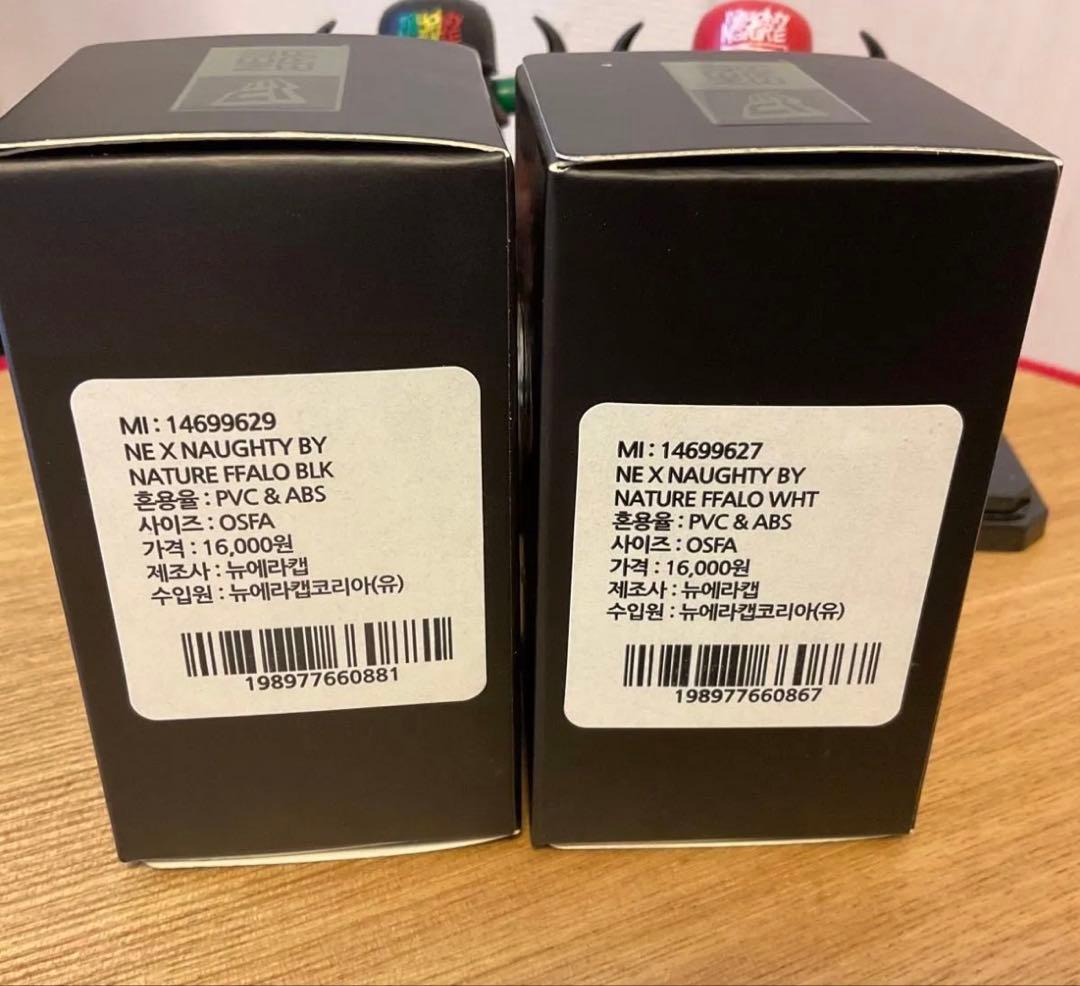 NAUGHTY
NATURE
MI : 14699629
NE X NAUGHTY BY
NATURE FFALO BLK
혼용율 : PVC & ABS
사이즈 : OSFA
가격 : 16,000원
제조사 : 뉴에라캡
수입원 : 뉴에라캡코리아(유)
198977660881
MI : 14699627
NE X NAUGHTY BY
NATURE FFALO WHT
혼용율 : PVC & ABS
사이즈 : OSFA
가격 : 16,000원
제조사 : 뉴에라캡
수입원 : 뉴에라캡코리아(유)
198977660867